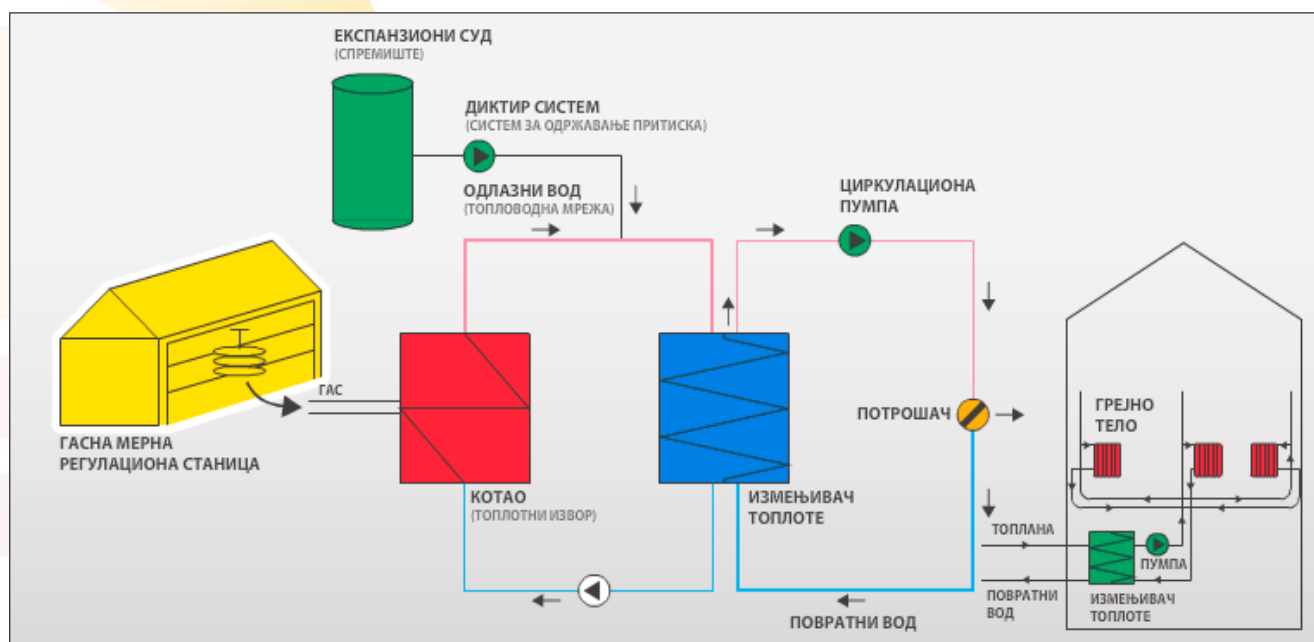 ЕКСПАНЗИОНИ СУД
(СПРЕМИШТЕ)
ДИКТИР СИСТЕМ
(СИСТЕМ ЗА ОДРЖАВАЊЕ ПРИТИСКА)
ОДЛАЗНИ ВОД
(ТОПЛОВОДНА МРЕЖА)
ЦИРКУЛАЦИОНА
ПУМПА
ГАС
ГАСНА МЕРНА
РЕГУЛАЦИОНА СТАНИЦА
КОТАО
(ТОПЛОТНИ ИЗВОР)
ИЗМЕЊИВАЧ
ТОПЛОТЕ
ПОТРОШАЧ
ПОВРАТНИ ВОД
ГРЕЈНО
ТЕЛО
ТОПЛАНА
ПУМПА
ПОВРАТНИ
ВОД
ИЗМЕЊИВАЧ
ТОПЛОТЕ